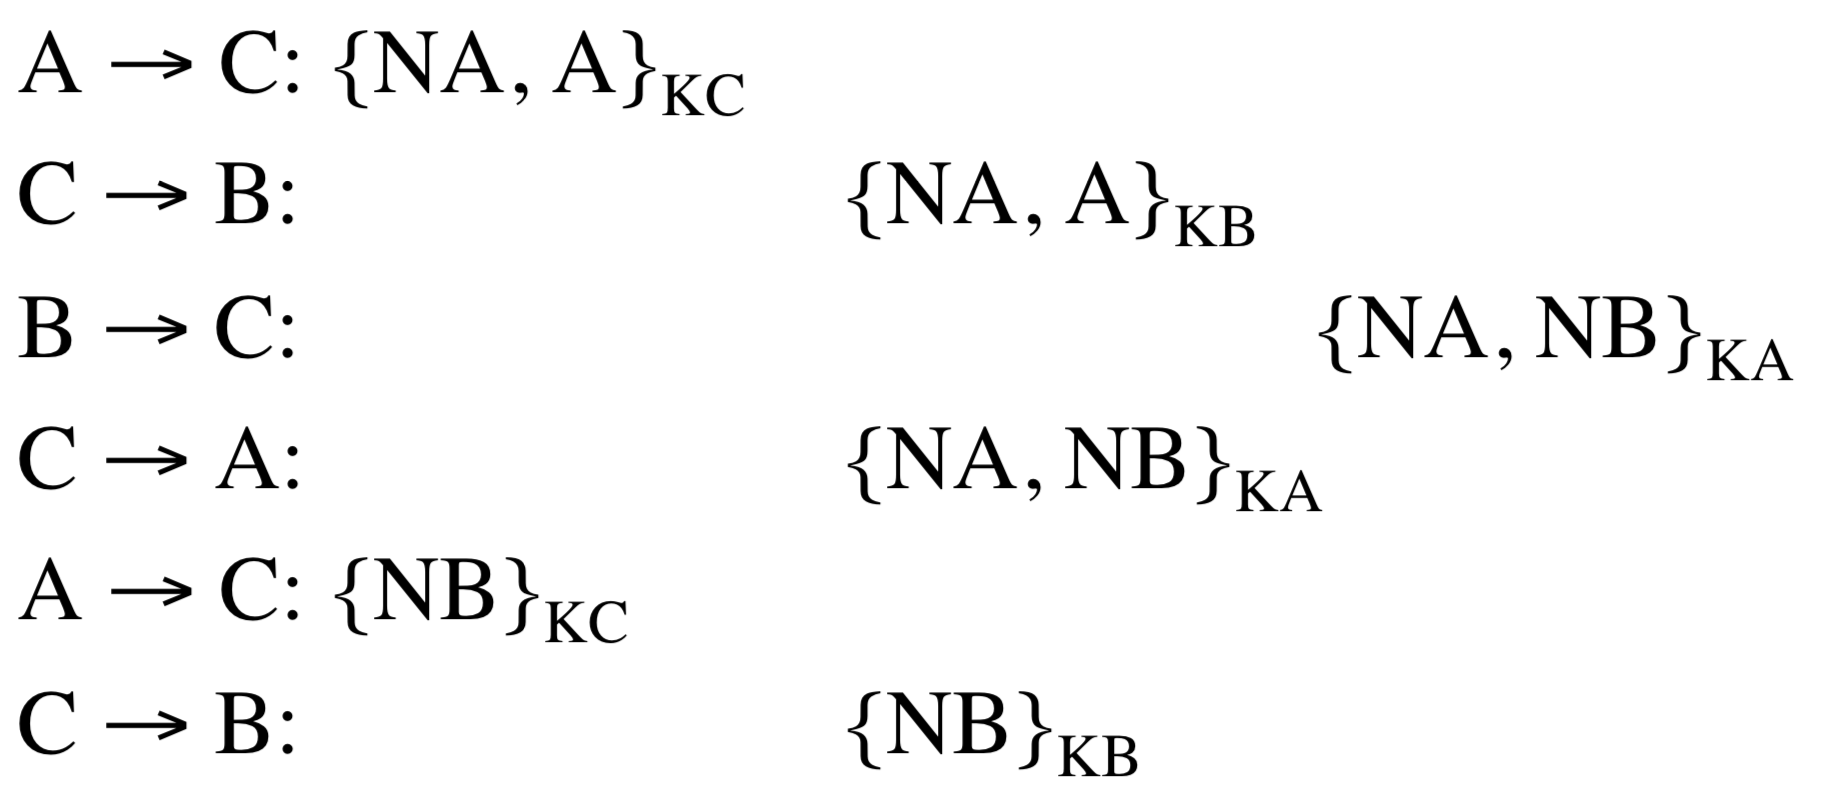 A → C: {NA, A}KC
C → B: {NA, A}KB
B → C: {NA, NB}KA
C → A: {NA, NB}KA
A → C: {NB}KC
C → B: {NB}KB